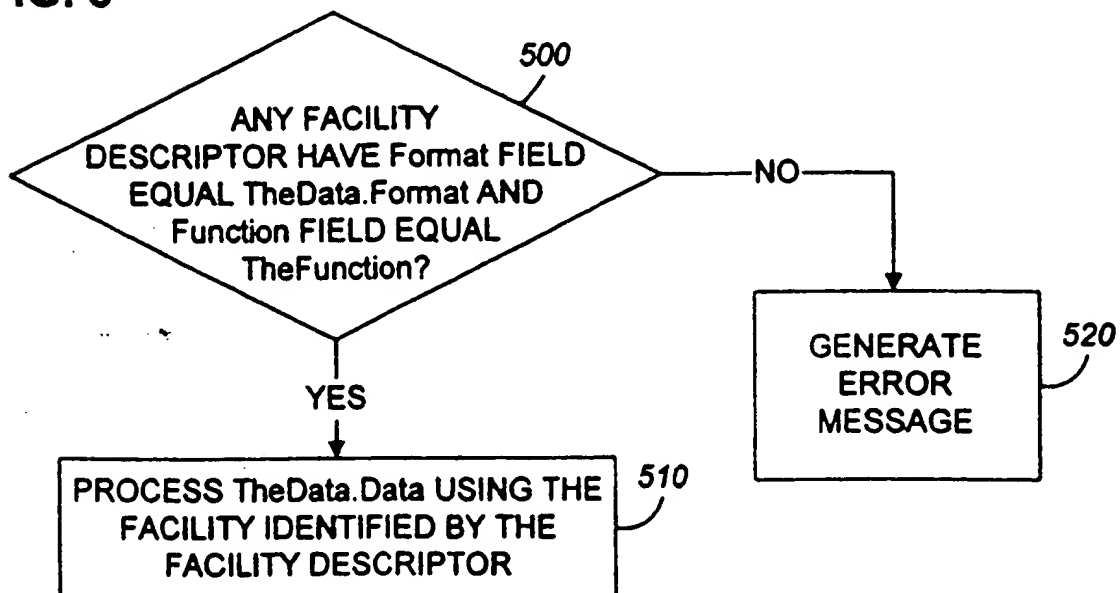 500
ANY FACILITY
DESCRIPTOR HAVE Format FIELD
EQUAL TheData.Format AND
Function FIELD EQUAL
TheFunction?
NO
YES
GENERATE
ERROR
MESSAGE
520
PROCESS TheData.Data USING THE
FACILITY IDENTIFIED BY THE
FACILITY DESCRIPTOR
510